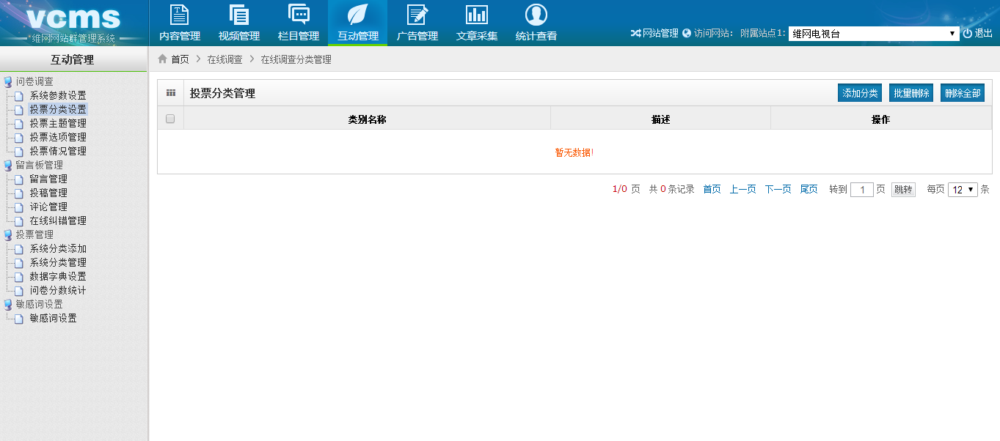 vcms
维网网站群管理系统
内容管理 视频管理 栏目管理 互动管理 广告管理 文章采集 统计查看
网站管理 访问网站: 附属站点1: 维网电视台 退出
互动管理
首页 > 在线调查 > 在线调查分类管理
问卷调查
系统参数设置
投票分类设置
投票主题管理
投票选项管理
投票情况管理
留言板管理
留言管理
投稿管理
评论管理
在线纠错管理
投票管理
系统分类添加
系统分类管理
数据字典设置
问卷分数统计
敏感词设置
敏感词设置
投票分类管理
添加分类 批量删除 删除全部
类别名称 描述 操作
暂无数据!
1/0 页 共 0 条记录 首页 上一页 下一页 尾页 转到 1 页 跳转 每页 12 条